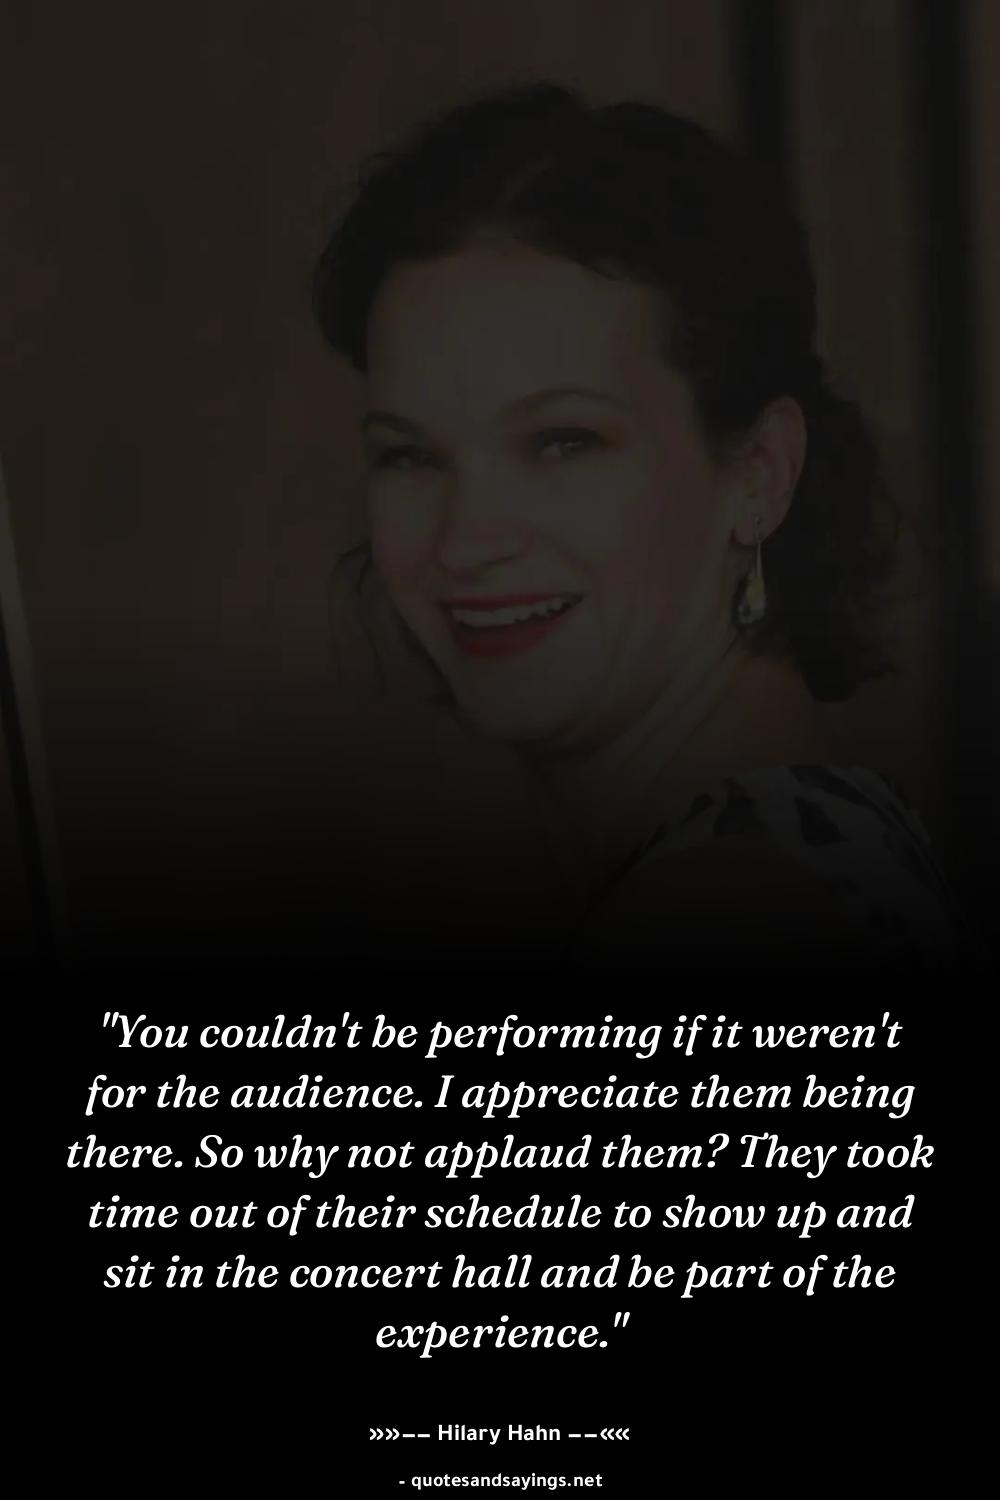 "You couldn't be performing if it weren't
for the audience. I appreciate them being
there. So why not applaud them? They took
time out of their schedule to show up and
sit in the concert hall and be part of the
experience."
»»−− Hilary Hahn −−««
- quotesandsayings.net